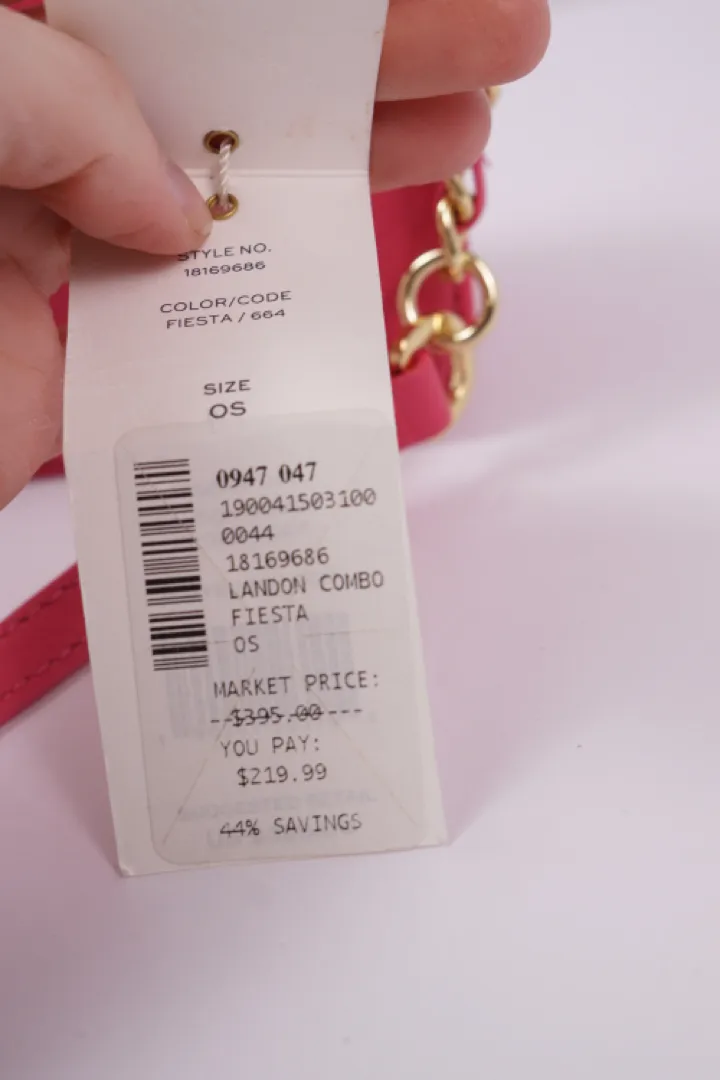 STYLE NO.
18169686
COLOR/CODE
FIESTA / 664
SIZE
OS
0947 047
190041503100
0044
18169686
LANDON COMBO
FIESTA
OS
MARKET PRICE:
--$395.00---
YOU PAY:
$219.99
44% SAVINGS